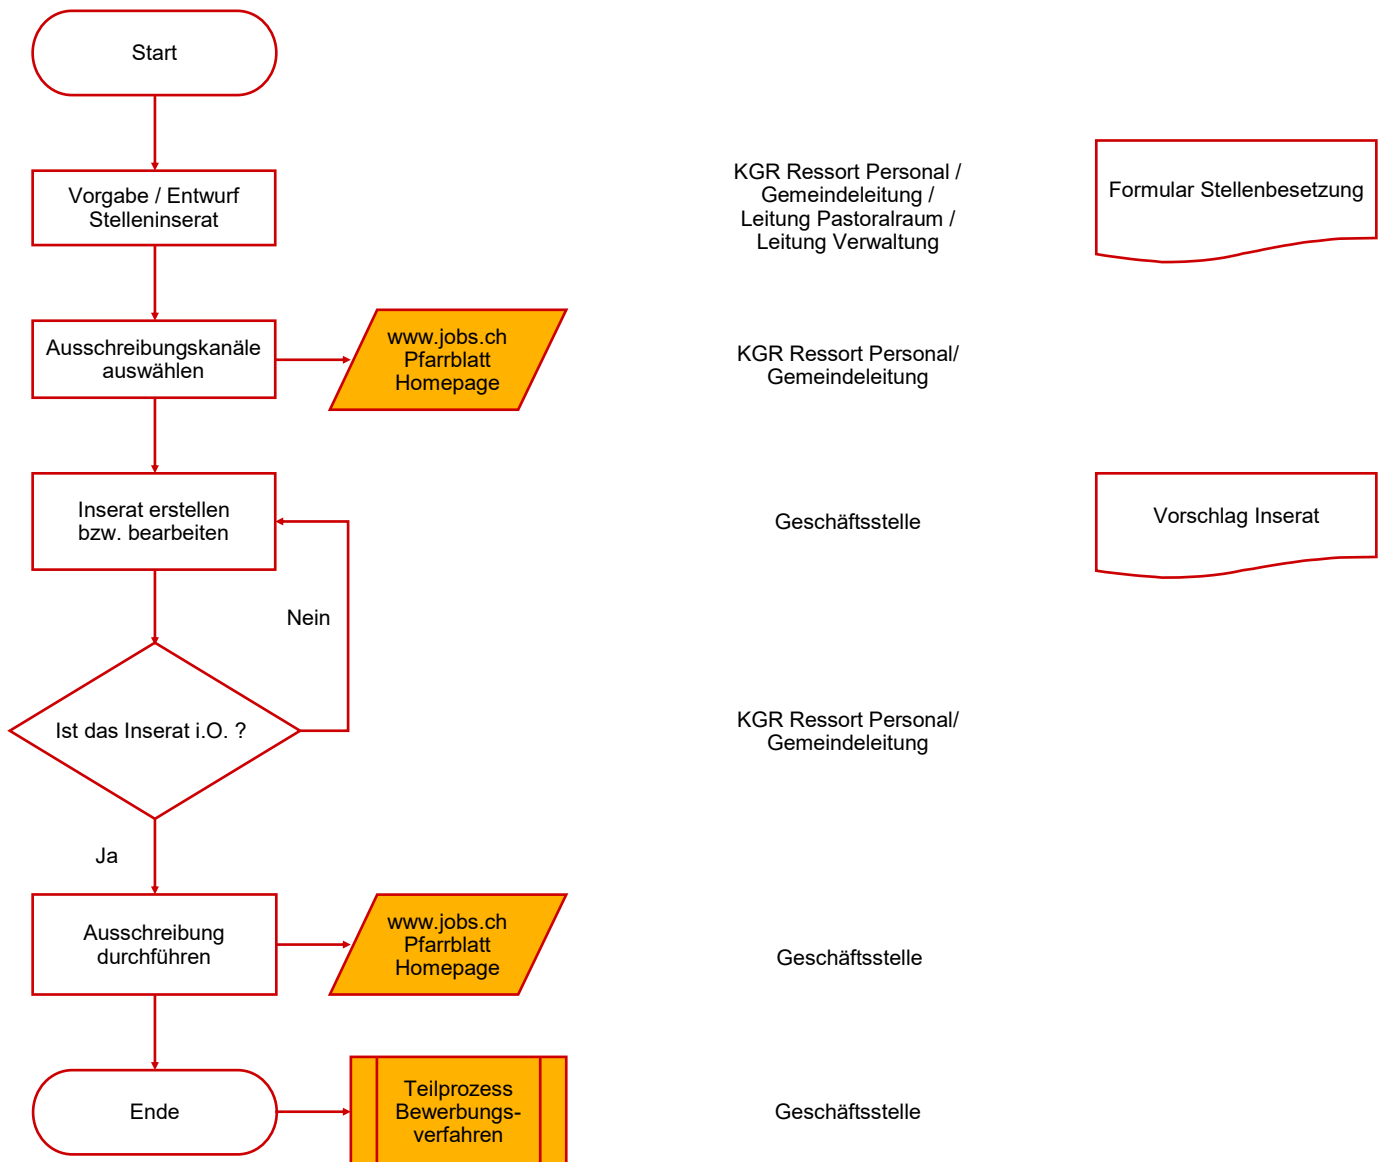 Start
Vorgabe / Entwurf
Stelleninserat
KGR Ressort Personal /
Gemeindeleitung /
Leitung Pastoralraum /
Leitung Verwaltung
Formular Stellenbesetzung
Ausschreibungskanäle
auswählen
www.jobs.ch
Pfarrblatt
Homepage
KGR Ressort Personal/
Gemeindeleitung
Inserat erstellen
bzw. bearbeiten
Geschäftsstelle
Vorschlag Inserat
Nein
Ist das Inserat i.O. ?
KGR Ressort Personal/
Gemeindeleitung
Ja
Ausschreibung
durchführen
www.jobs.ch
Pfarrblatt
Homepage
Geschäftsstelle
Ende
Teilprozess
Bewerbungs-
verfahren
Geschäftsstelle